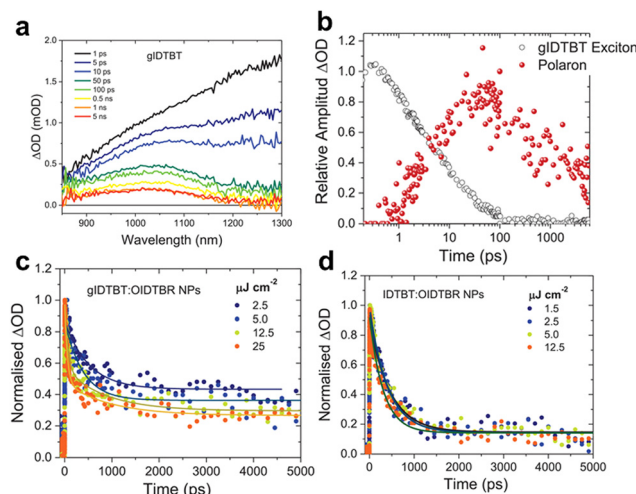 a
gIDTBT
1 ps
5 ps
10 ps
50 ps
100 ps
0.5 ns
1 ns
5 ns
ΔOD (mOD)
2.0
1.5
1.0
0.5
0.0
900 1000 1100 1200 1300
Wavelength (nm)
b
gIDTBT Exciton
Polaron
Relative Amplitud ΔOD
1.2
1.0
0.8
0.6
0.4
0.2
0.0
1 10 100 1000
Time (ps)
c
gIDTBT:OIDTBR NPs
µJ cm-2
2.5
5.0
12.5
25
Normalised ΔOD
1.2
1.0
0.8
0.6
0.4
0.2
0.0
0 1000 2000 3000 4000 5000
Time (ps)
d
IDTBT:OIDTBR NPs
µJ cm-2
1.5
2.5
5.0
12.5
Normalised ΔOD
1.2
1.0
0.8
0.6
0.4
0.2
0.0
0 1000 2000 3000 4000 5000
Time (ps)